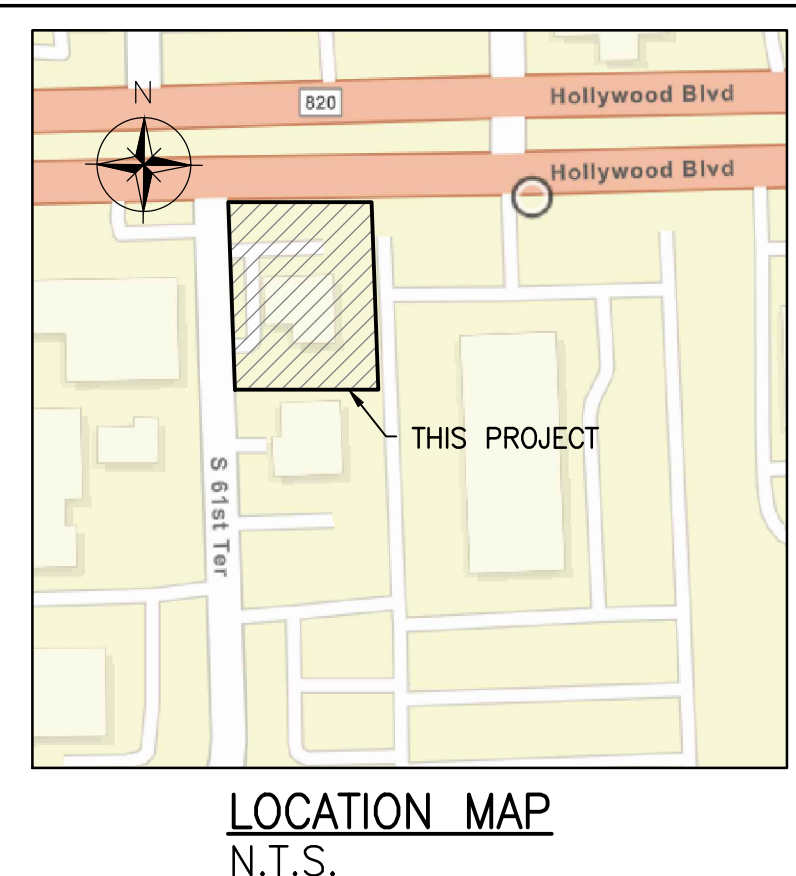 N
820
Hollywood Blvd
Hollywood Blvd
THIS PROJECT
S 61st Ter
LOCATION MAP
N.T.S.